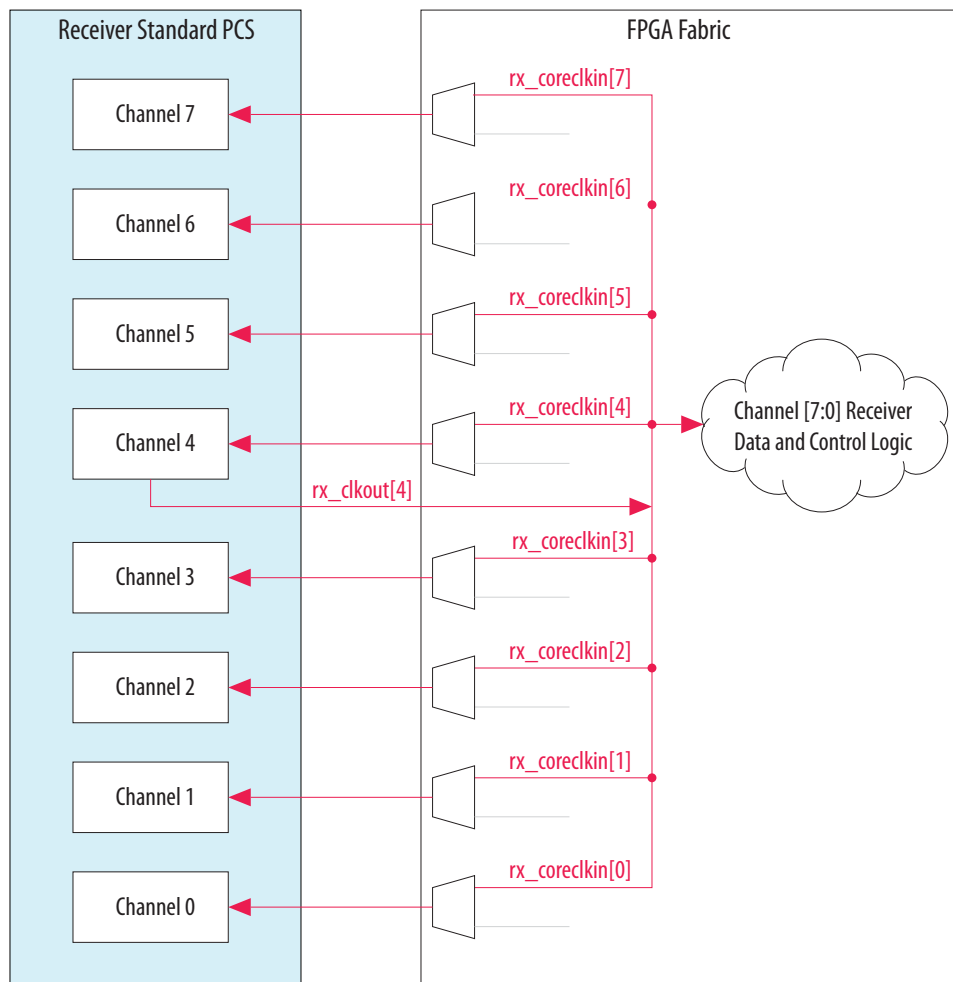 Receiver Standard PCS
FPGA Fabric
rx_coreclkin[7]
Channel 7
rx_coreclkin[6]
Channel 6
rx_coreclkin[5]
Channel 5
rx_coreclkin[4]
Channel 4
Channel [7:0] Receiver
Data and Control Logic
rx_clkout[4]
rx_coreclkin[3]
Channel 3
rx_coreclkin[2]
Channel 2
rx_coreclkin[1]
Channel 1
rx_coreclkin[0]
Channel 0